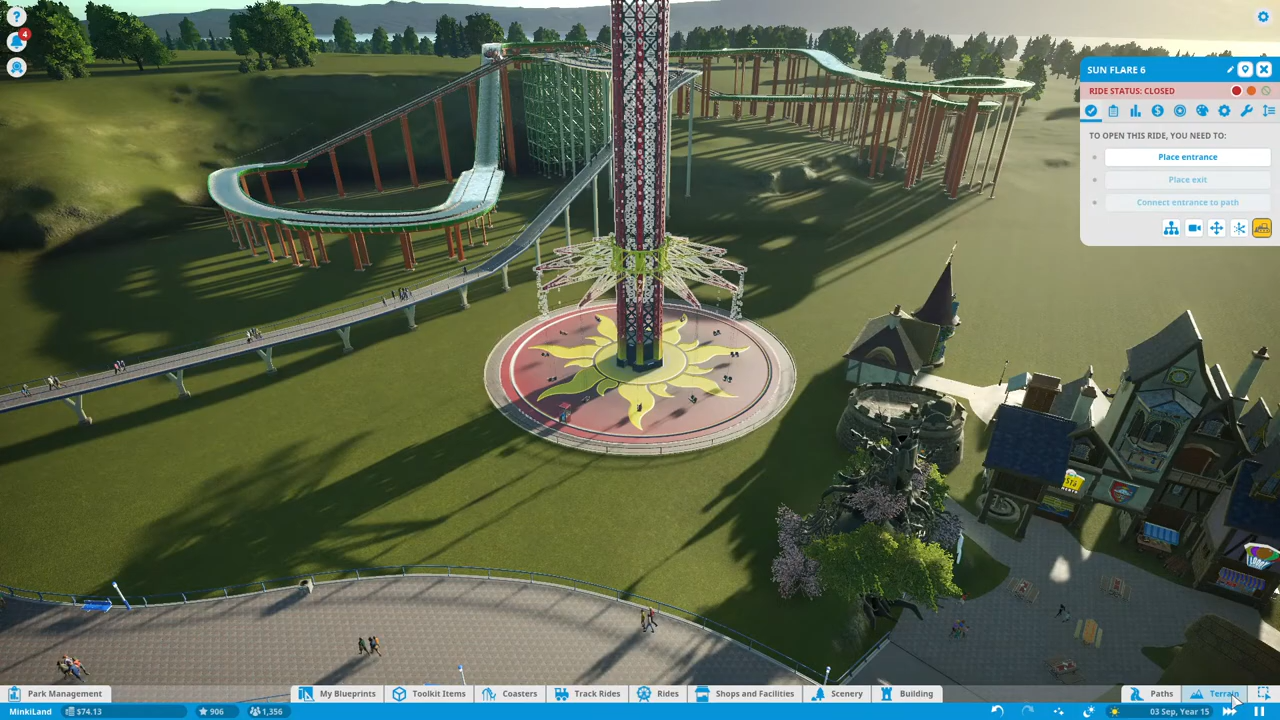 ?
4
SUN FLARE 6
RIDE STATUS: CLOSED
TO OPEN THIS RIDE, YOU NEED TO:
Place entrance
Place exit
Connect entrance to path
Park Management
My Blueprints
Toolkit Items
Coasters
Track Rides
Rides
Shops and Facilities
Scenery
Building
Paths
Terrain
MinkiLand
$74.13
906
1,356
03 Sep, Year 15